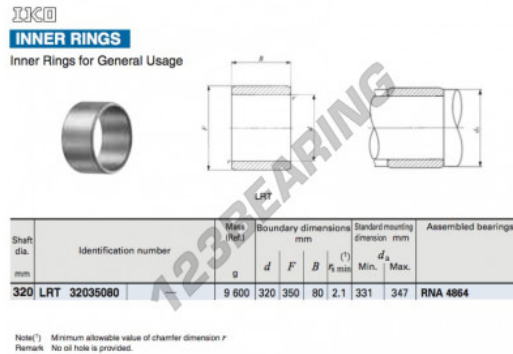 IKO
INNER RINGS
Inner Rings for General Usage
B
F
d
r
r
dₐ
LRT
123BEARING
Shaft dia. mm
Identification number
Mass (Ref.) g
Boundary dimensions mm
d F B rs min (1)
Standard mounting dimension mm
da
Min. Max.
Assembled bearings
320 LRT 32035080 — 9 600 320 350 80 2.1 331 347 RNA 4864
Note(1) Minimum allowable value of chamfer dimension r
Remark No oil hole is provided.